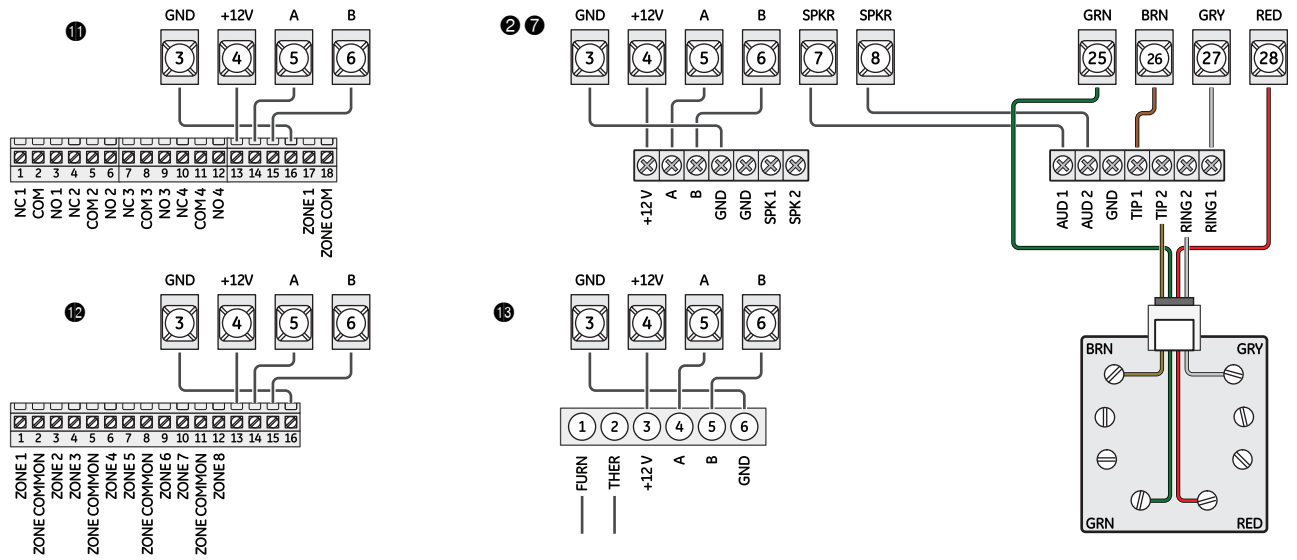 ⓫
GND +12V A B
3 4 5 6
1 2 3 4 5 6 7 8 9 10 11 12 13 14 15 16 17 18
NC 1
COM
NO 1
NC 2
COM 2
NO 2
NC 3
COM 3
NO 3
NC 4
COM 4
NO 4
ZONE 1
ZONE COM
❷ ❼
GND +12V A B SPKR SPKR
3 4 5 6 7 8
+12 V
A
B
GND
GND
SPK 1
SPK 2
GRN BRN GRY RED
25 26 27 28
AUD 1
AUD 2
GND
TIP 1
TIP 2
RING 2
RING 1
BRN GRY
GRN RED
⓬
GND +12V A B
3 4 5 6
1 2 3 4 5 6 7 8 9 10 11 12 13 14 15 16
ZONE 1
ZONE COMMON
ZONE 2
ZONE 3
ZONE COMMON
ZONE 4
ZONE 5
ZONE COMMON
ZONE 6
ZONE 7
ZONE COMMON
ZONE 8
⓭
GND +12V A B
3 4 5 6
1 2 3 4 5 6
FURN
THER
+12 V
A
B
GND